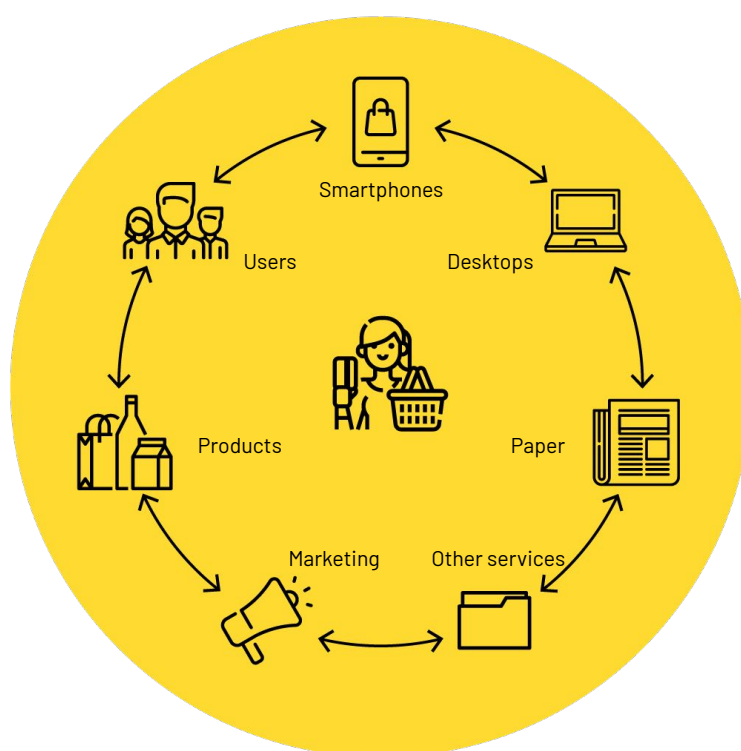 Smartphones
Users
Desktops
Products
Paper
Marketing
Other services